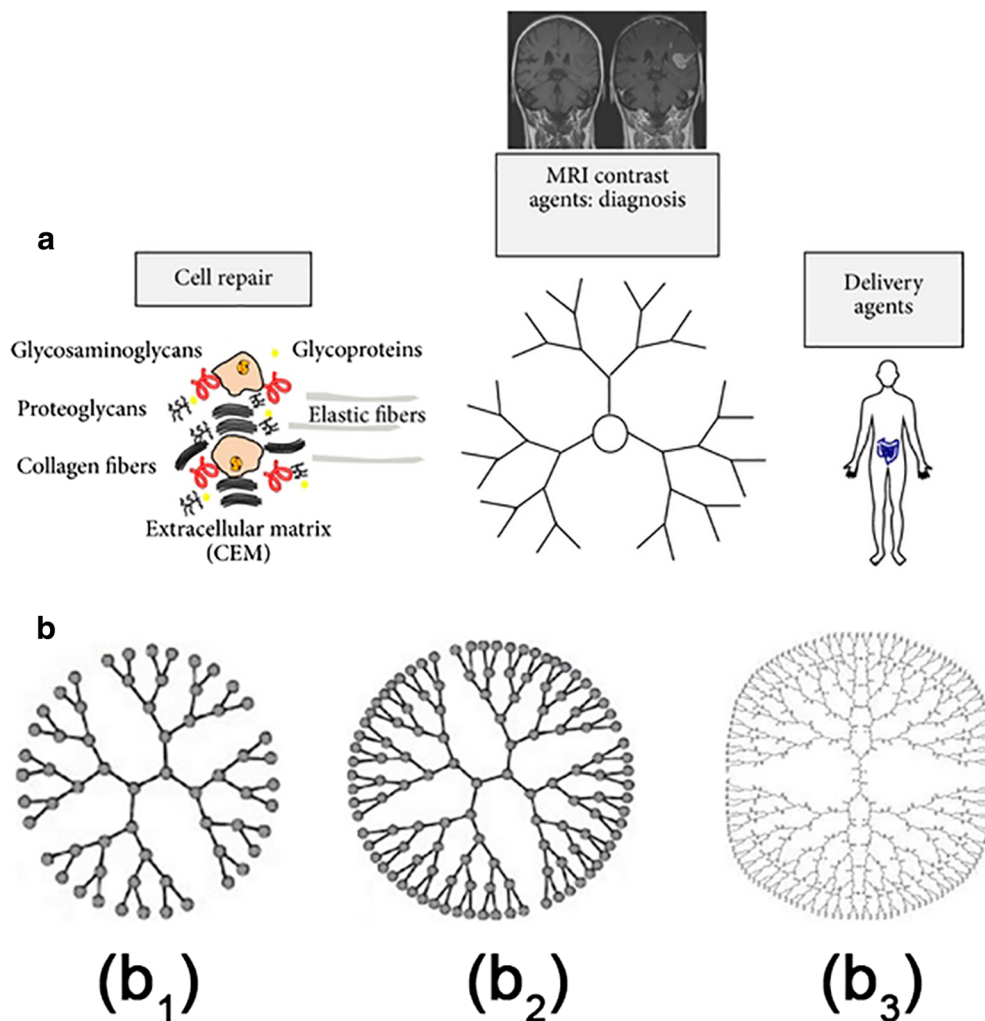 MRI contrast
agents: diagnosis
a
Cell repair
Delivery
agents
Glycosaminoglycans
Glycoproteins
Proteoglycans
Elastic fibers
Collagen fibers
Extracellular matrix
(CEM)
b
(b1)
(b2)
(b3)